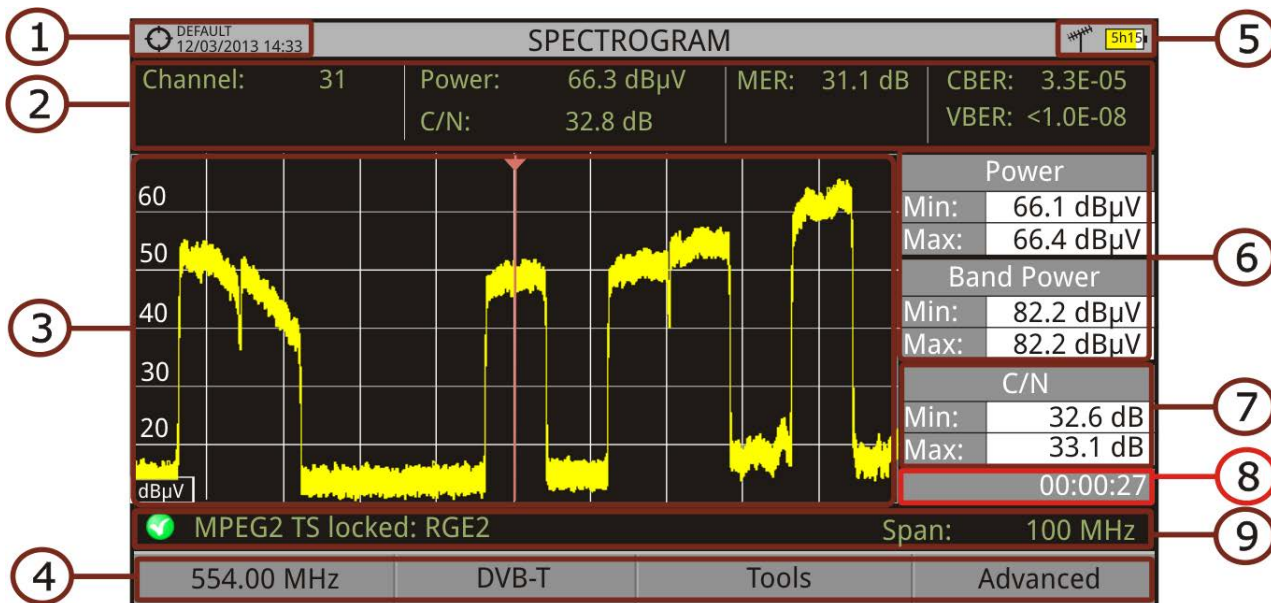 1
DEFAULT
12/03/2013 14:33
SPECTROGRAM
5h15
5
2
Channel: 31
Power: 66.3 dBµV
MER: 31.1 dB
CBER: 3.3E-05
C/N: 32.8 dB
VBER: <1.0E-08
3
60
50
40
30
20
dBµV
Power
Min: 66.1 dBµV
Max: 66.4 dBµV
Band Power
Min: 82.2 dBµV
Max: 82.2 dBµV
6
C/N
Min: 32.6 dB
Max: 33.1 dB
7
00:00:27
8
MPEG2 TS locked: RGE2
Span: 100 MHz
9
4
554.00 MHz
DVB-T
Tools
Advanced